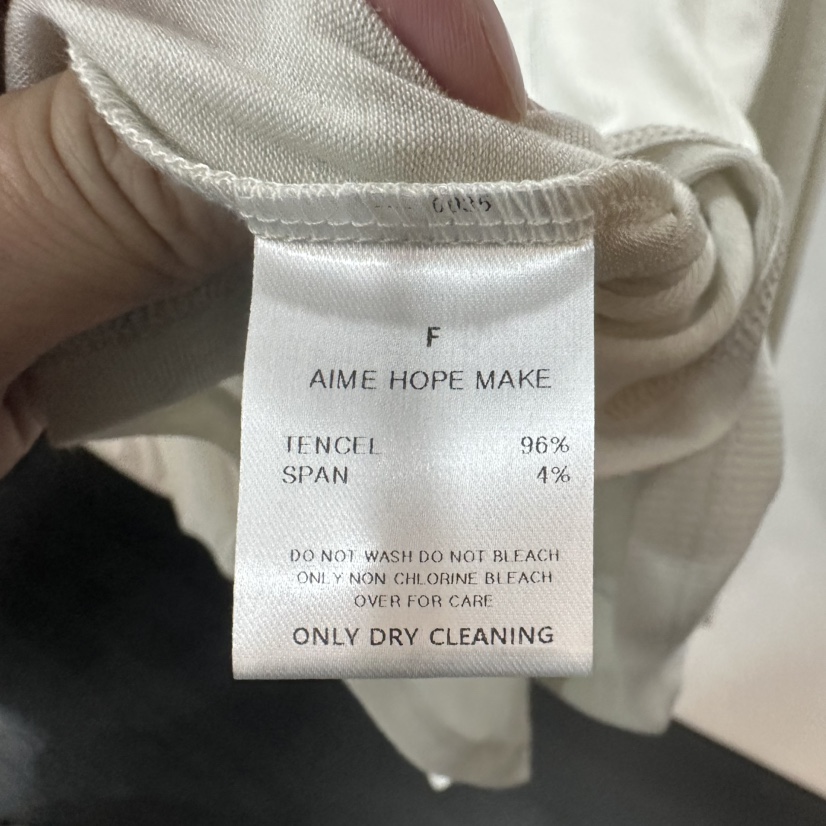 F
AIME HOPE MAKE
TENCEL 96%
SPAN 4%
DO NOT WASH DO NOT BLEACH
ONLY NON CHLORINE BLEACH
OVER FOR CARE
ONLY DRY CLEANING